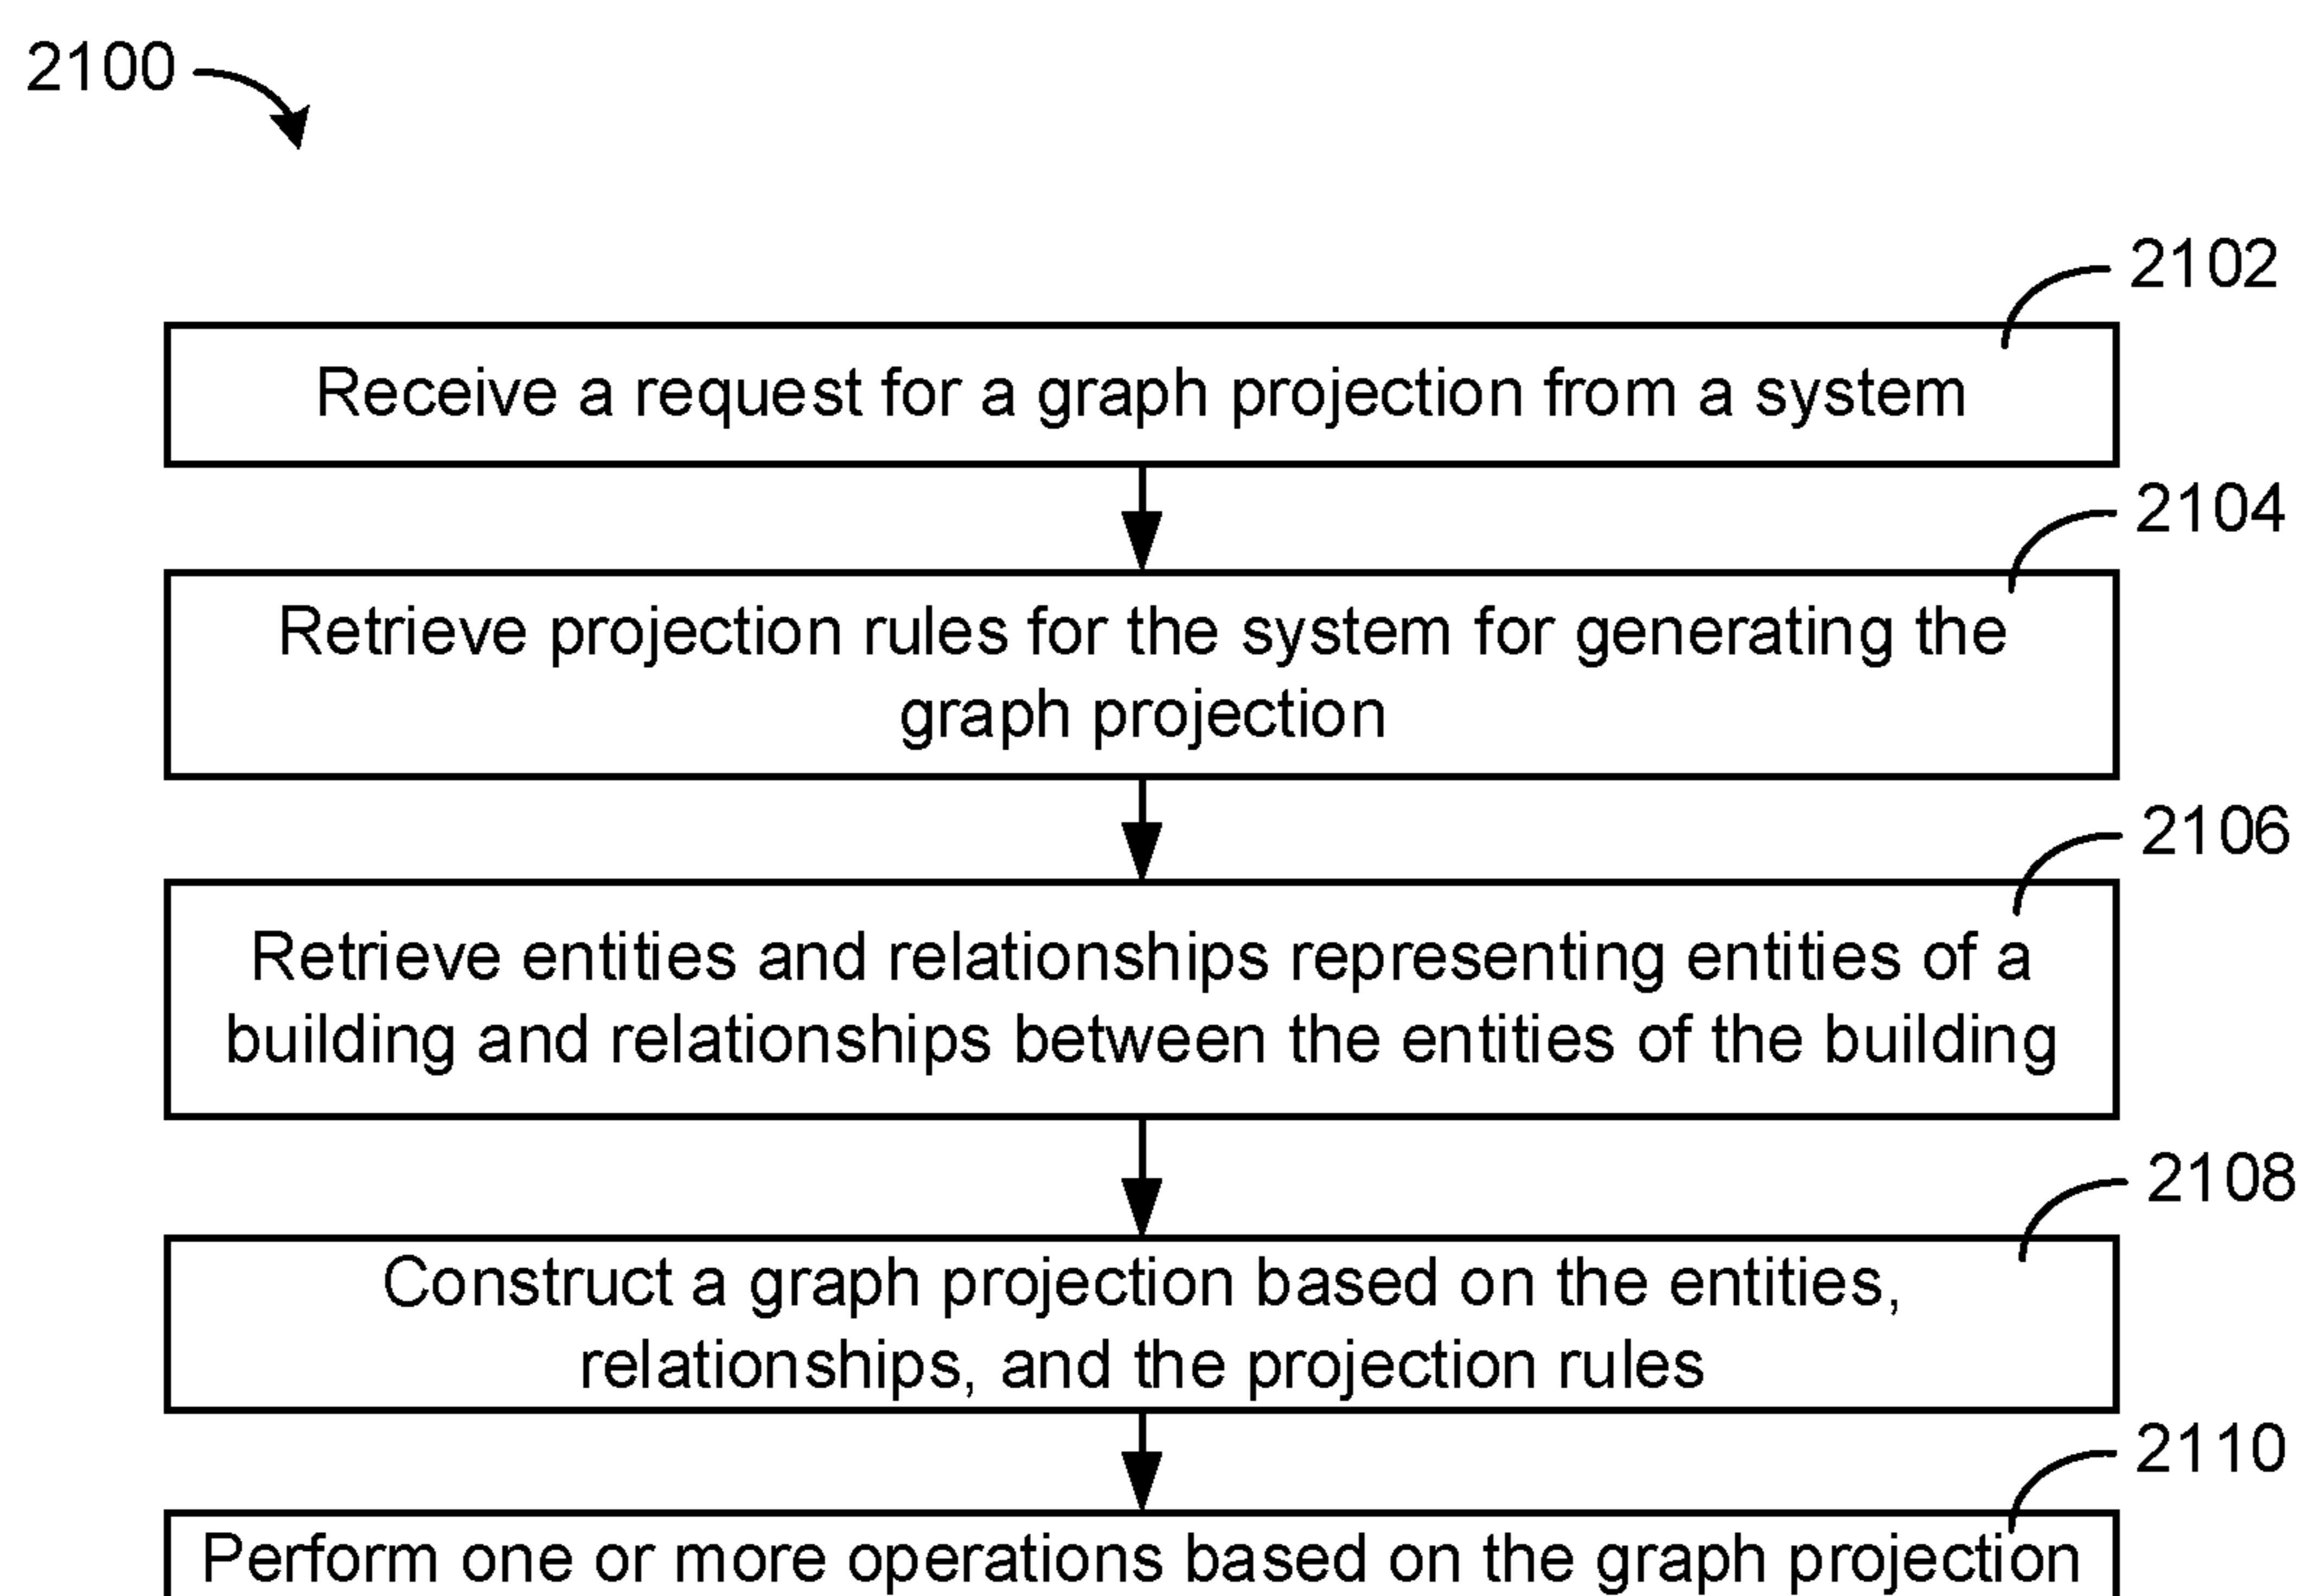 2100
2102
Receive a request for a graph projection from a system
2104
Retrieve projection rules for the system for generating the
graph projection
2106
Retrieve entities and relationships representing entities of a
building and relationships between the entities of the building
2108
Construct a graph projection based on the entities,
relationships, and the projection rules
2110
Perform one or more operations based on the graph projection